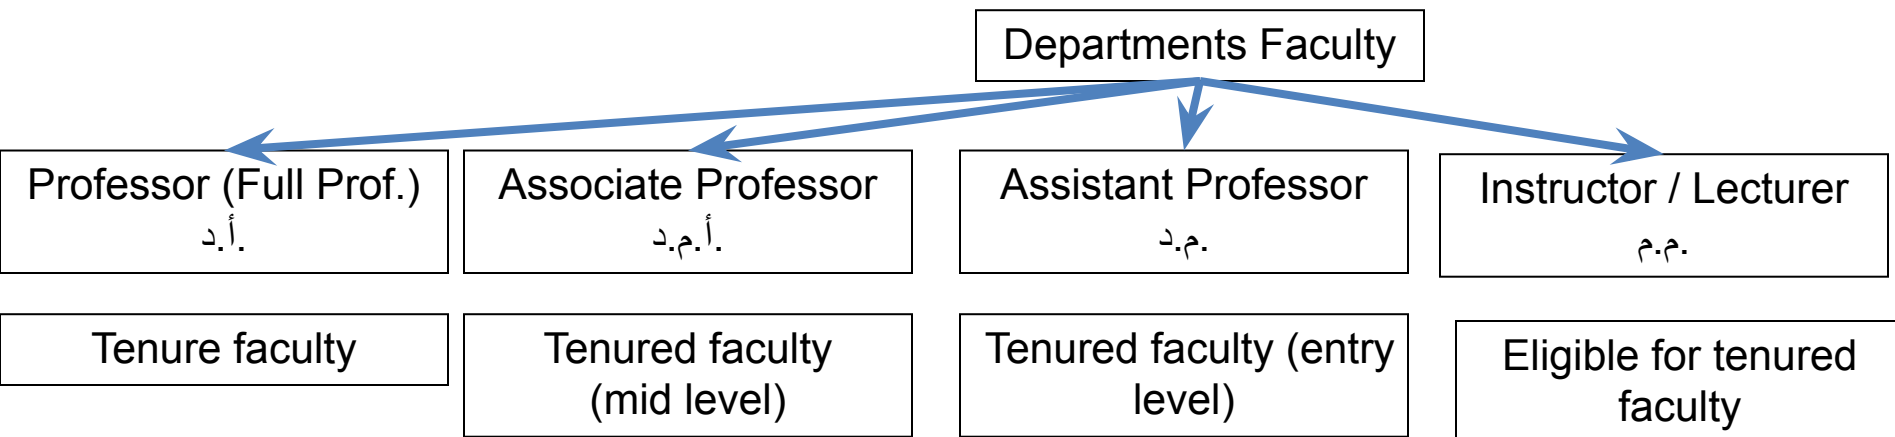 Departments Faculty
Professor (Full Prof.)
أ.د.
Associate Professor
أ.م.د.
Assistant Professor
م.د.
Instructor / Lecturer
م.م.
Tenure faculty
Tenured faculty
(mid level)
Tenured faculty (entry
level)
Eligible for tenured
faculty